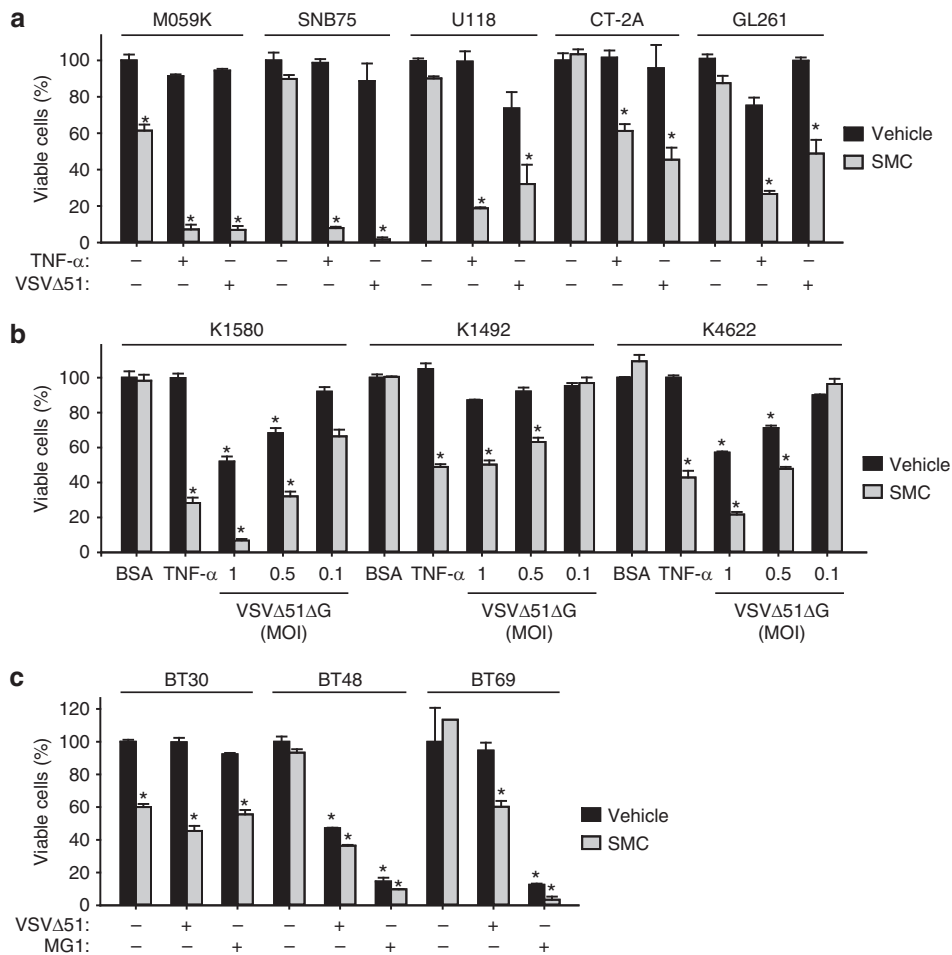 a
M059K SNB75 U118 CT-2A GL261
Viable cells (%)
100
80
60
40
20
0
* * * * * * * * * * *
Vehicle
SMC
TNF-α: – + – – + – – + – – + – – + –
VSVΔ51: – – + – – + – – + – – + – – +
b
K1580 K1492 K4622
Viable cells (%)
100
80
60
40
20
0
* * * * * * * * * * * * *
Vehicle
SMC
BSA TNF-α 1 0.5 0.1 BSA TNF-α 1 0.5 0.1 BSA TNF-α 1 0.5 0.1
VSVΔ51ΔG VSVΔ51ΔG VSVΔ51ΔG
(MOI) (MOI) (MOI)
c
BT30 BT48 BT69
Viable cells (%)
120
100
80
60
40
20
0
* * * * * * * * * *
Vehicle
SMC
VSVΔ51: – + – – + – – + –
MG1: – – + – – + – – +